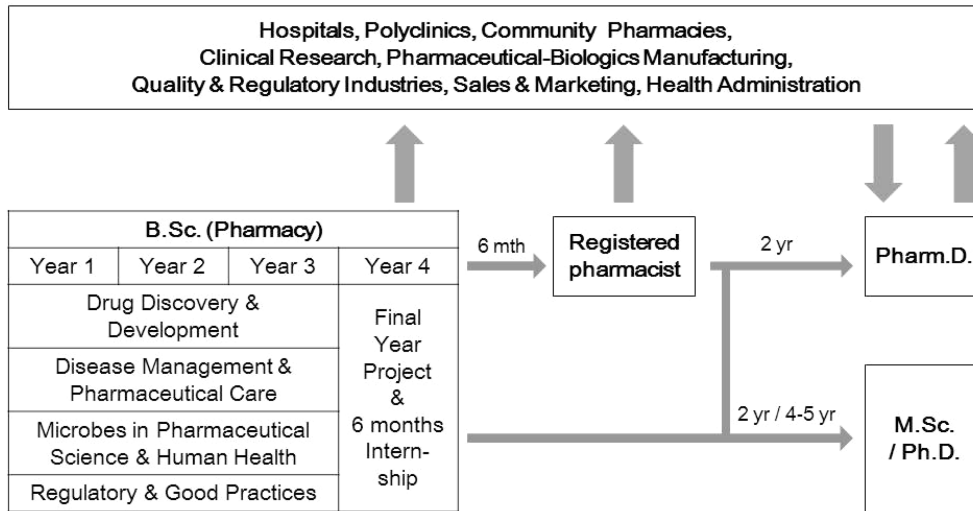 Hospitals, Polyclinics, Community Pharmacies,
Clinical Research, Pharmaceutical-Biologics Manufacturing,
Quality & Regulatory Industries, Sales & Marketing, Health Administration
B.Sc. (Pharmacy)
Year 1
Year 2
Year 3
Year 4
Drug Discovery &
Development
Disease Management &
Pharmaceutical Care
Microbes in Pharmaceutical
Science & Human Health
Regulatory & Good Practices
Final
Year
Project
&
6 months
Intern-
ship
6 mth
Registered
pharmacist
2 yr
Pharm.D.
2 yr / 4-5 yr
M.Sc.
/ Ph.D.